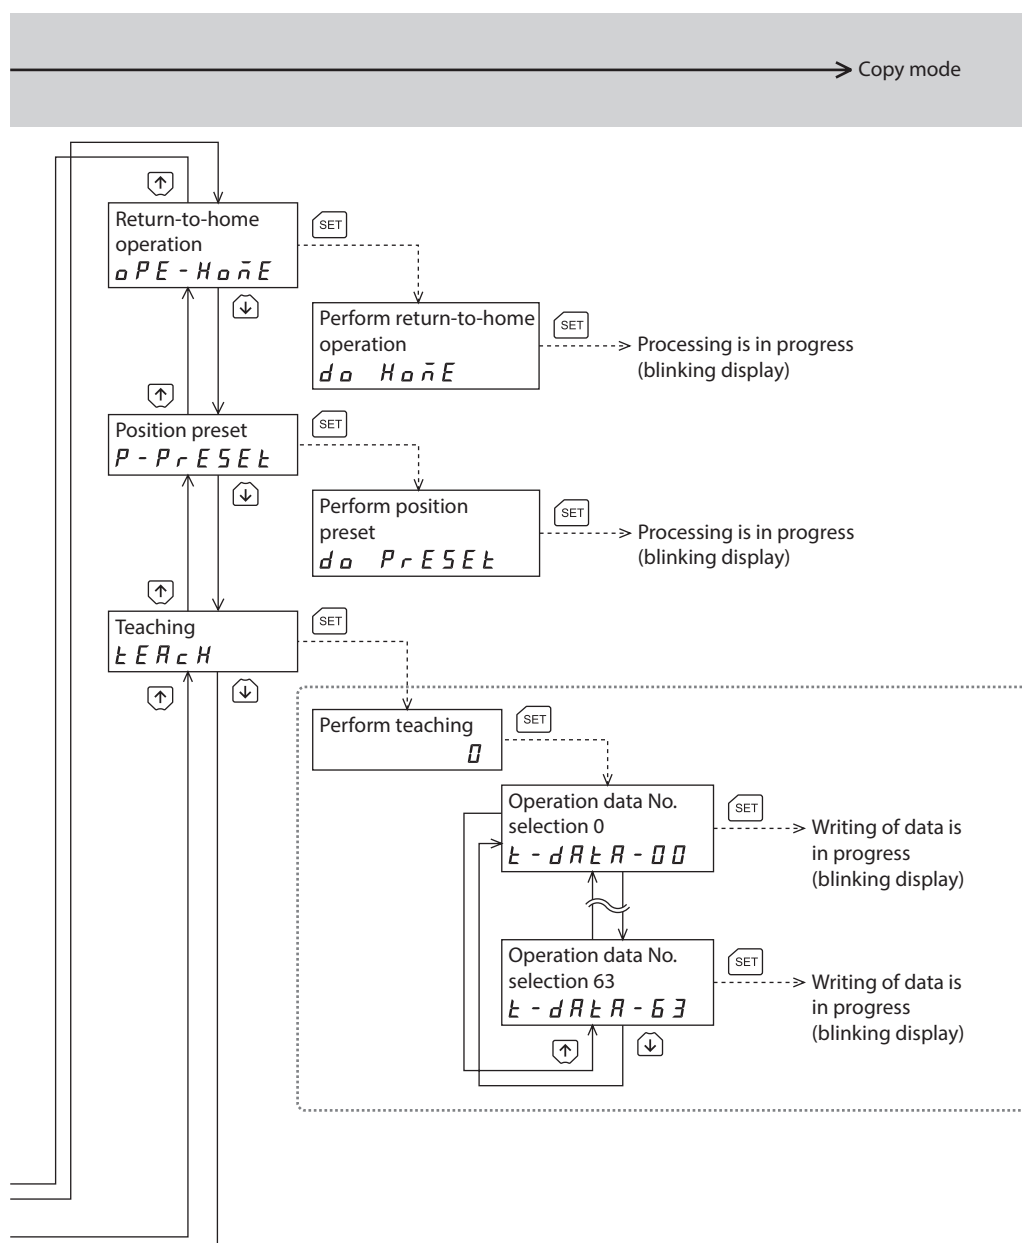 Copy mode
Return-to-home
operation
oPE-HomE
SET
Perform return-to-home
operation
do HomE
SET
Processing is in progress
(blinking display)
Position preset
P-PrESEt
SET
Perform position
preset
do PrESEt
SET
Processing is in progress
(blinking display)
Teaching
tEAcH
SET
Perform teaching
0
SET
Operation data No.
selection 0
t-dAtA-00
SET
Writing of data is
in progress
(blinking display)
Operation data No.
selection 63
t-dAtA-63
SET
Writing of data is
in progress
(blinking display)